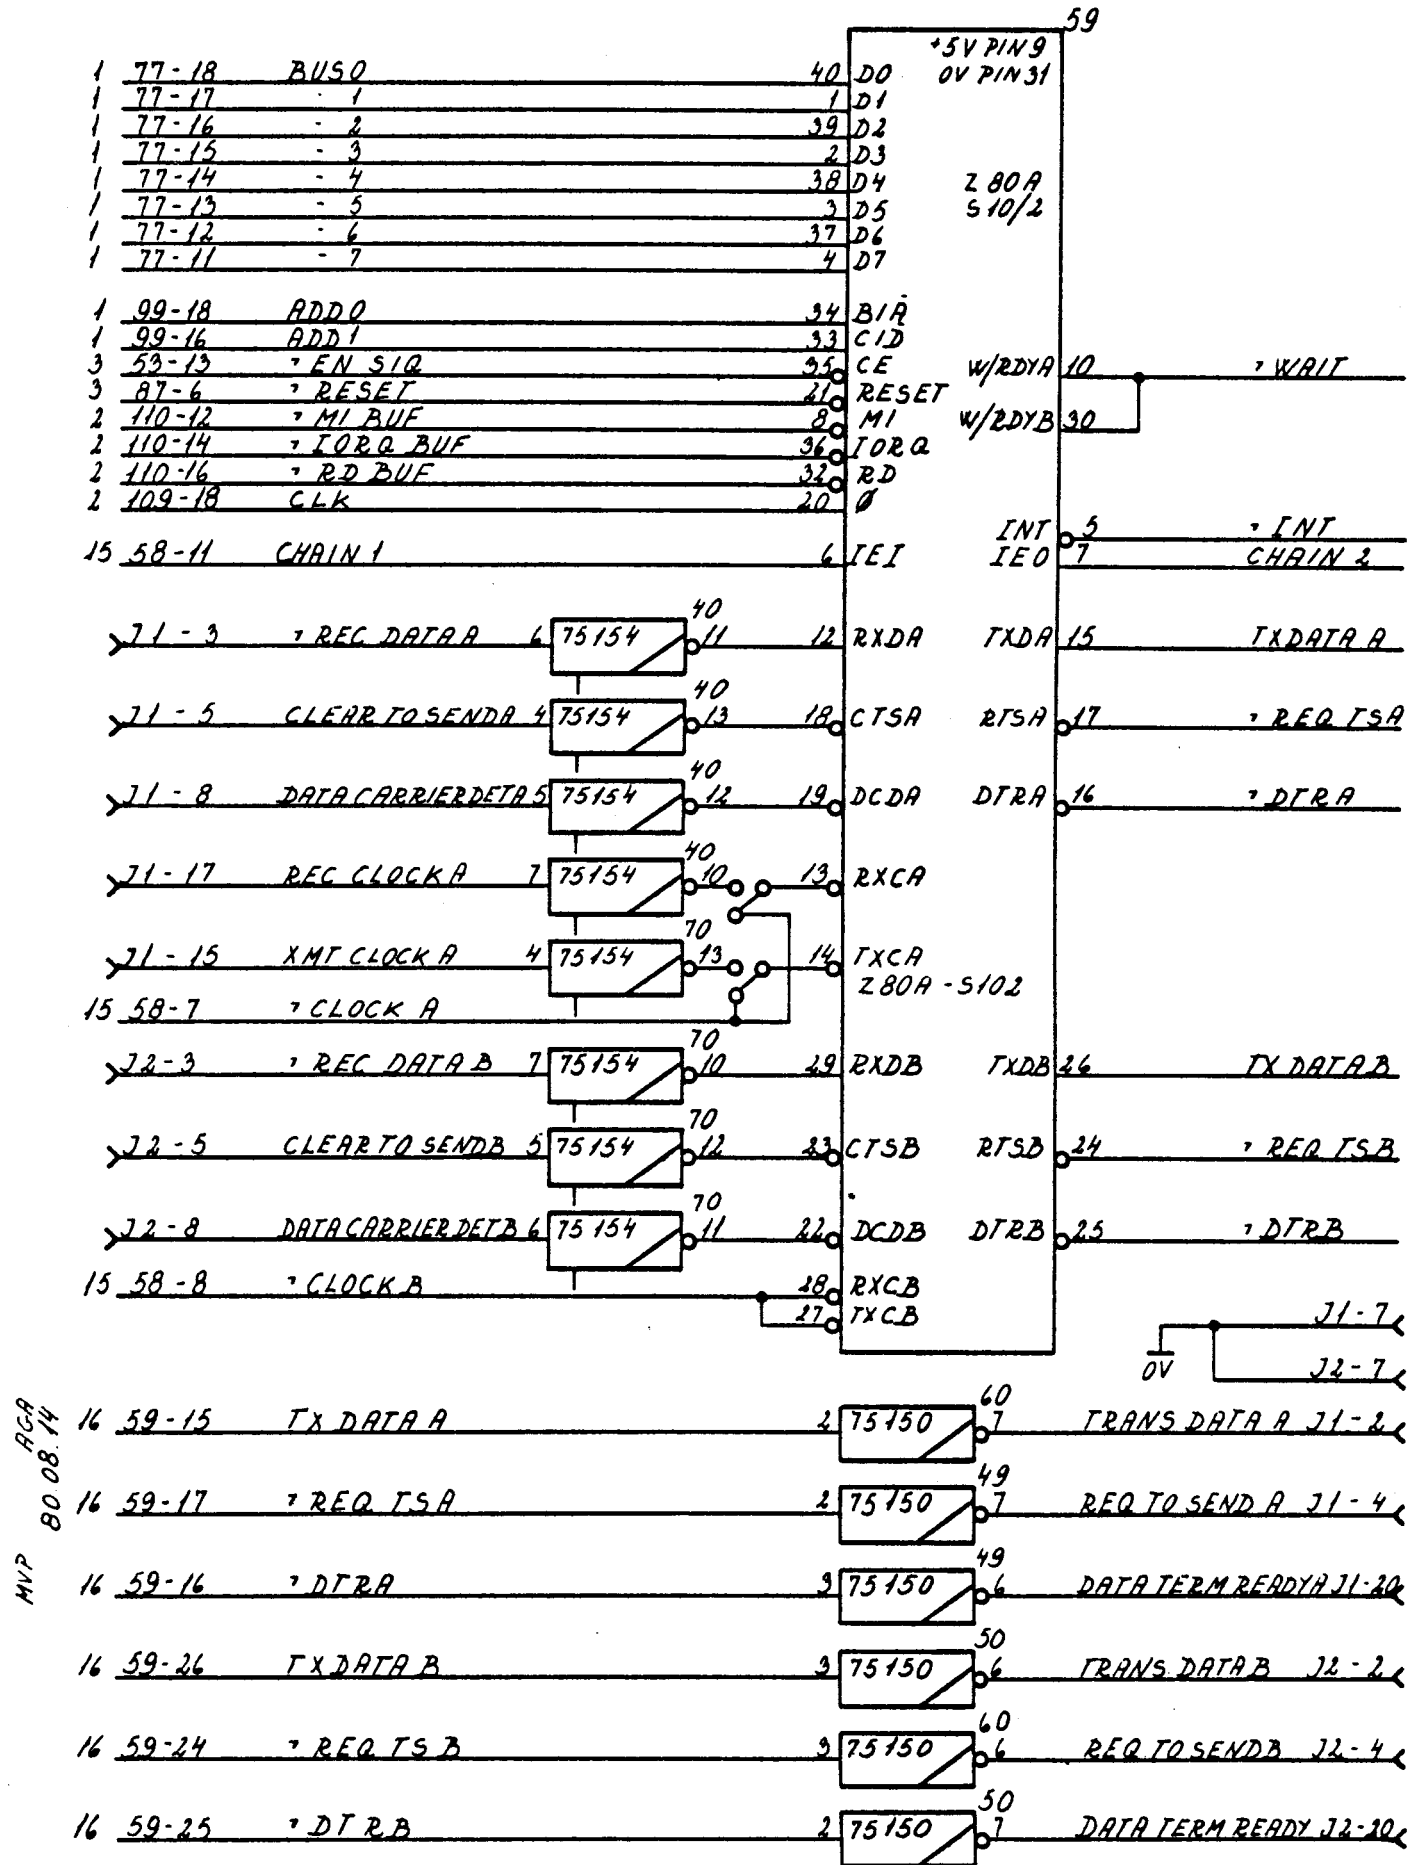 59
+5V PIN 9
1 77-18 BUS0 40 D0 0V PIN 31
1 77-17 - 1 1 D1
1 77-16 - 2 39 D2
1 77-15 - 3 2 D3
1 77-14 - 4 38 D4 Z80A
1 77-13 - 5 3 D5 S10/2
1 77-12 - 6 37 D6
1 77-11 - 7 4 D7
1 99-18 ADD0 34 B/A
1 99-16 ADD1 33 C/D
3 53-13 ¬ EN SIO 35 CE W/RDYA 10 ¬ WAIT
3 87-6 ¬ RESET 21 RESET
2 110-12 ¬ M1 BUF 8 M1 W/RDYB 30
2 110-14 ¬ IORQ BUF 36 IORQ
2 110-16 ¬ RD BUF 32 RD
2 109-18 CLK 20 Ø
INT 5 ¬ INT
15 58-11 CHAIN 1 6 IEI IEO 7 CHAIN 2
40
J1-3 ¬ REC DATA A 6 75154 11 12 RXDA TXDA 15 TXDATA A
40
J1-5 CLEAR TO SEND A 4 75154 13 18 CTSA RTSA 17 ¬ REQ TSA
40
J1-8 DATA CARRIER DET A 5 75154 12 19 DCDA DTRA 16 ¬ DTRA
40
J1-17 REC CLOCK A 7 75154 10 13 RXCA
70
J1-15 XMT CLOCK A 4 75154 13 14 TXCA
Z80A-S102
15 58-7 ¬ CLOCK A
70
J2-3 ¬ REC DATA B 7 75154 10 29 RXDB TXDB 26 TX DATA B
70
J2-5 CLEAR TO SEND B 5 75154 12 23 CTSB RTSB 24 ¬ REQ TSB
70
J2-8 DATA CARRIER DET B 6 75154 11 22 DCDB DTRB 25 ¬ DTRB
15 58-8 ¬ CLOCK B 28 RXCB
27 TXCB
J1-7
0V J2-7
60
16 59-15 TX DATA A 2 75150 7 TRANS DATA A J1-2
49
16 59-17 ¬ REQ TSA 2 75150 7 REQ TO SEND A J1-4
49
16 59-16 ¬ DTRA 3 75150 6 DATA TERM READY A J1-20
50
16 59-26 TX DATA B 3 75150 6 TRANS DATA B J2-2
60
16 59-24 ¬ REQ TS B 3 75150 6 REQ TO SEND B J2-4
50
16 59-25 ¬ DTRB 2 75150 7 DATA TERM READY J2-20
AGA
MVP 80.08.14